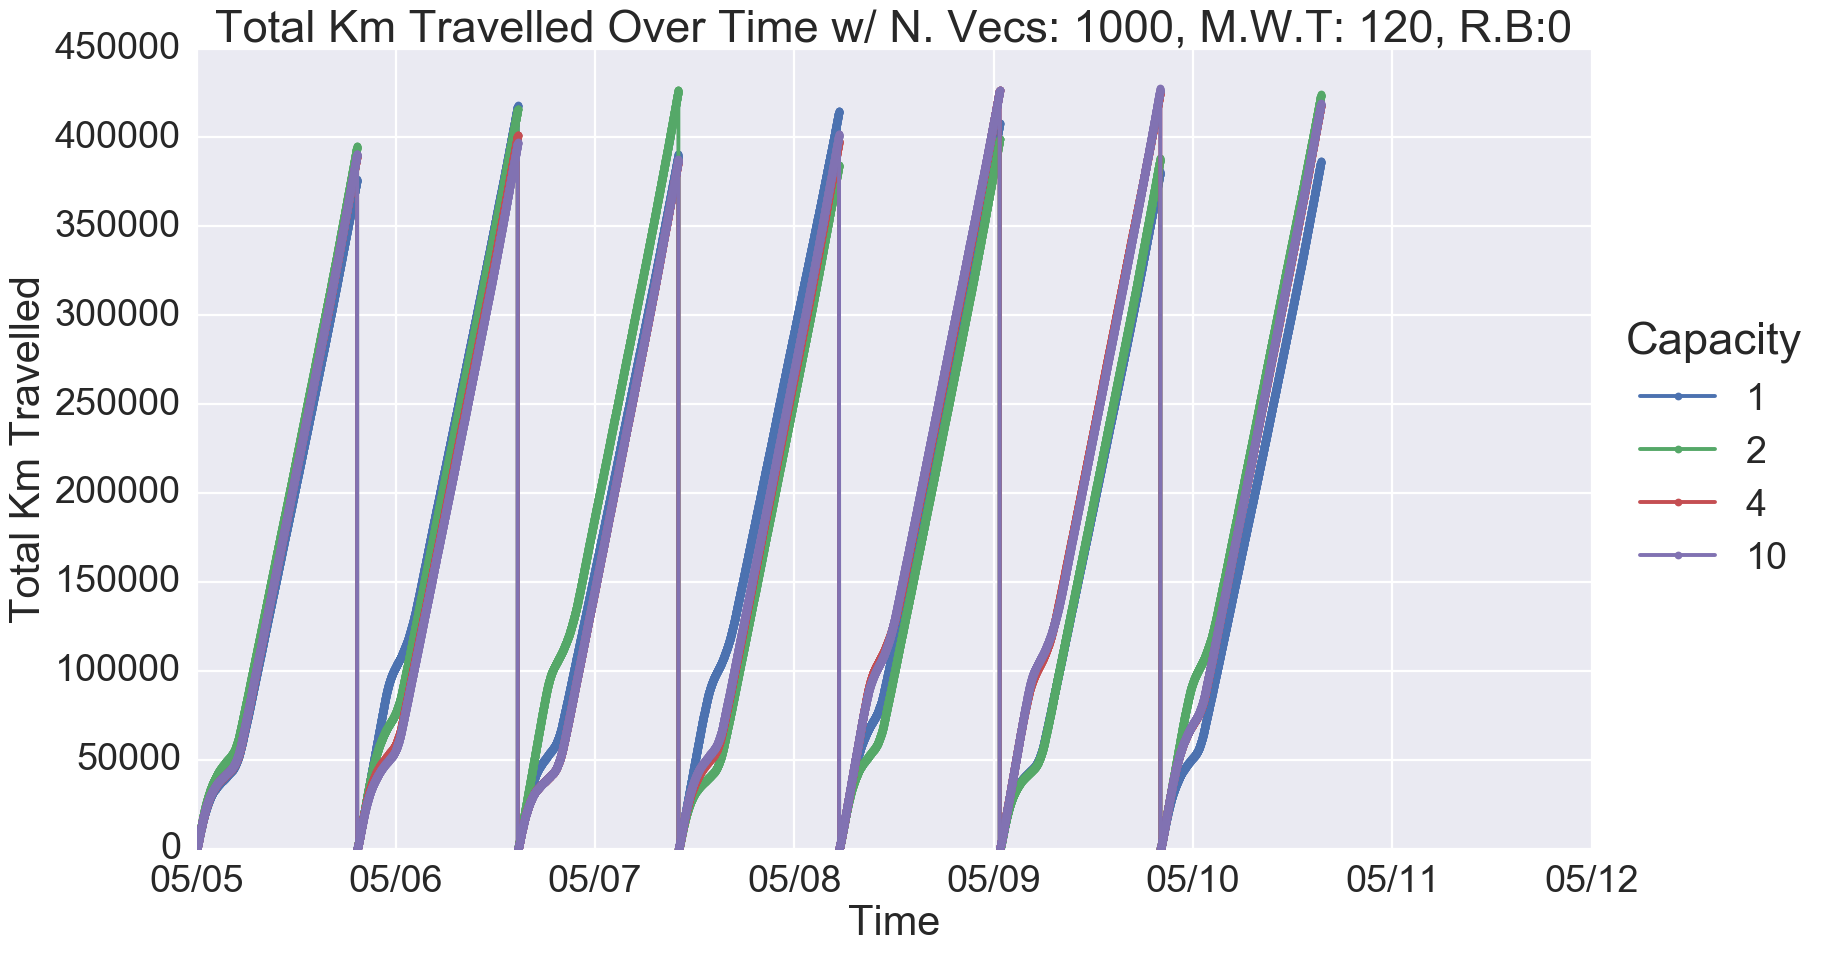 Total Km Travelled Over Time w/ N. Vecs: 1000, M.W.T: 120, R.B:0
450000
400000
350000
300000
250000
200000
150000
100000
50000
0
Total Km Travelled
05/05 05/06 05/07 05/08 05/09 05/10 05/11 05/12
Time
Capacity
1
2
4
10